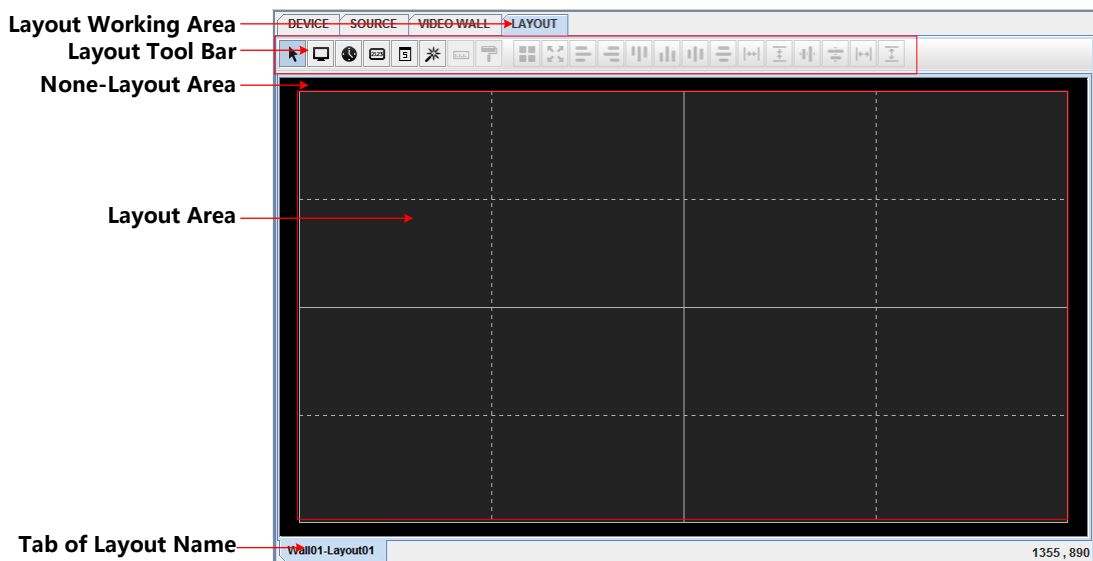 Layout Working Area
DEVICE SOURCE VIDEO WALL LAYOUT
Layout Tool Bar
None-Layout Area
Layout Area
Tab of Layout Name
Wall01-Layout01
1355 , 890